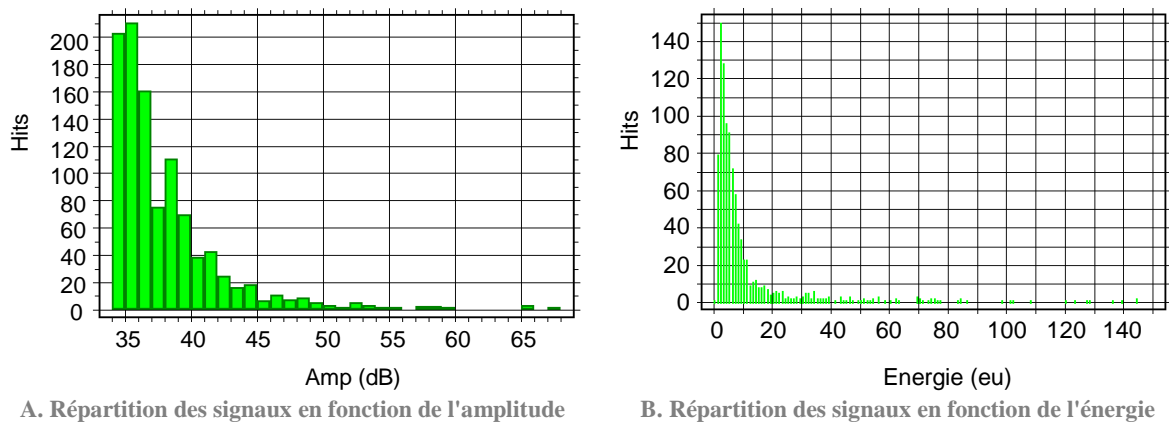 200
180
160
140
120
100
80
60
40
20
0
Hits
35 40 45 50 55 60 65
Amp (dB)
A. Répartition des signaux en fonction de l'amplitude
140
120
100
80
60
40
20
0
Hits
0 20 40 60 80 100 120 140
Energie (eu)
B. Répartition des signaux en fonction de l'énergie